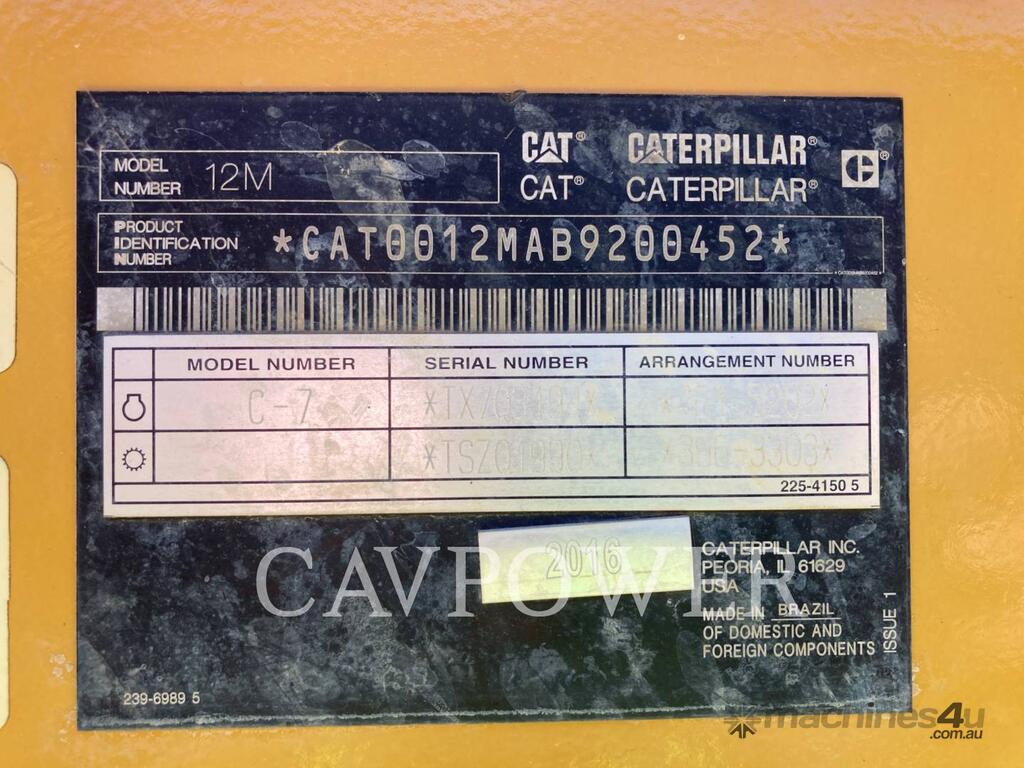 MODEL
NUMBER 12M
CAT® CATERPILLAR®
CAT® CATERPILLAR®
PRODUCT
IDENTIFICATION
NUMBER
*CAT0012MAB9200452*
MODEL NUMBER SERIAL NUMBER ARRANGEMENT NUMBER
C-7
225-4150 5
2016
CAVPOWER
CATERPILLAR INC.
PEORIA, IL 61629
USA
MADE IN BRAZIL
OF DOMESTIC AND
FOREIGN COMPONENTS
ISSUE 1
239-6989 5
machines4u
.com.au